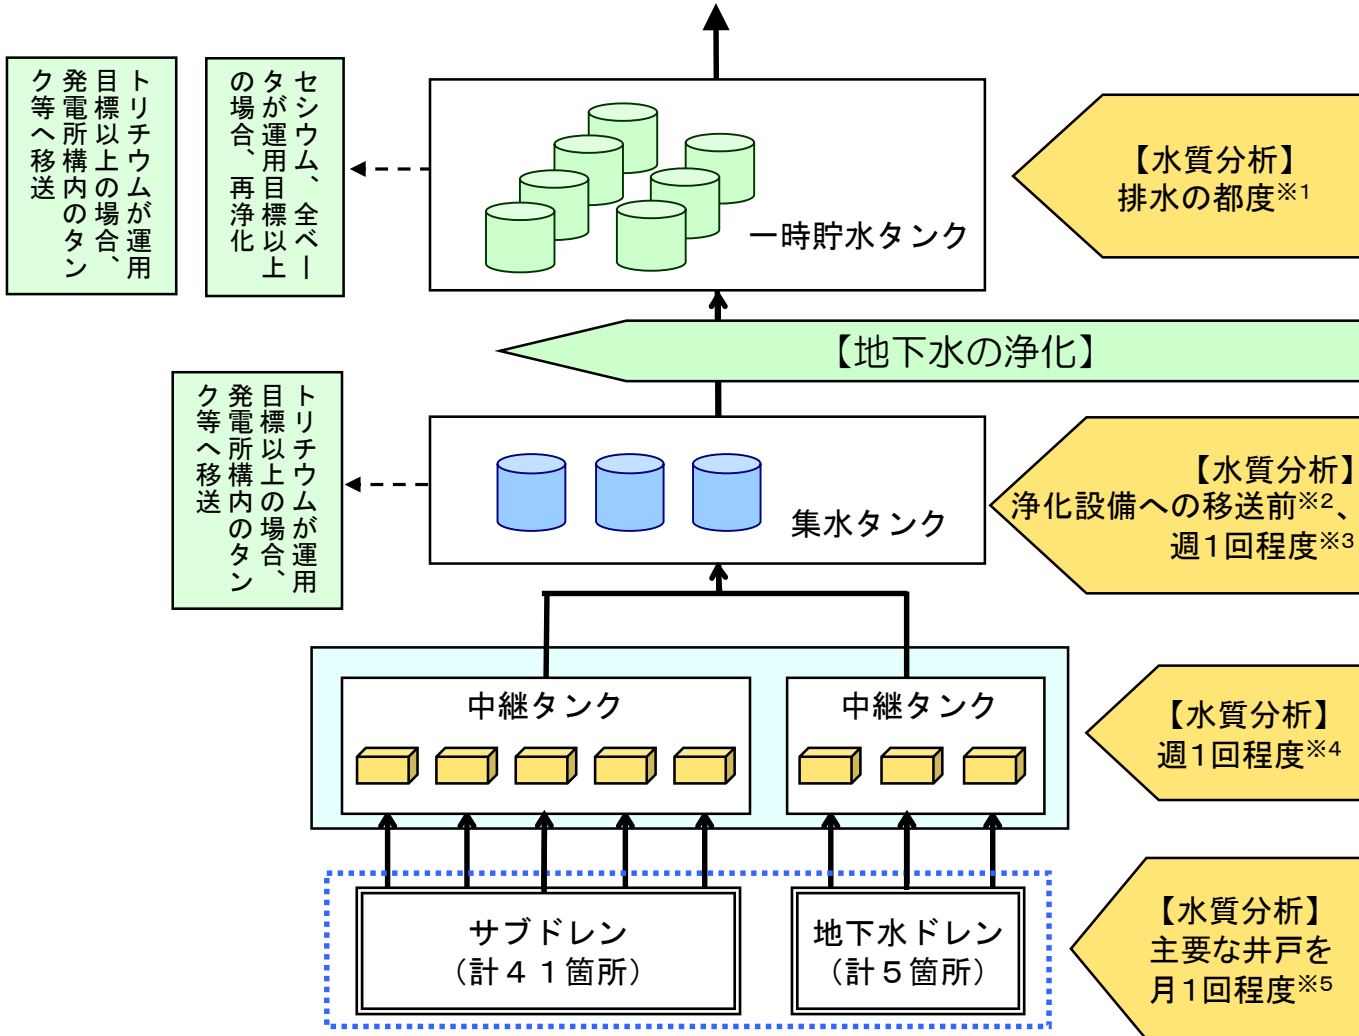 トリチウムが運用
目標以上の場合、
発電所構内のタン
ク等へ移送
セシウム、全ベー
タが運用目標以上
の場合、再浄化
一時貯水タンク
【水質分析】
排水の都度※1
【地下水の浄化】
トリチウムが運用
目標以上の場合、
発電所構内のタン
ク等へ移送
集水タンク
【水質分析】
浄化設備への移送前※2、
週1回程度※3
中継タンク
中継タンク
【水質分析】
週1回程度※4
サブドレン
（計４１箇所）
地下水ドレン
（計５箇所）
【水質分析】
主要な井戸を
月1回程度※5